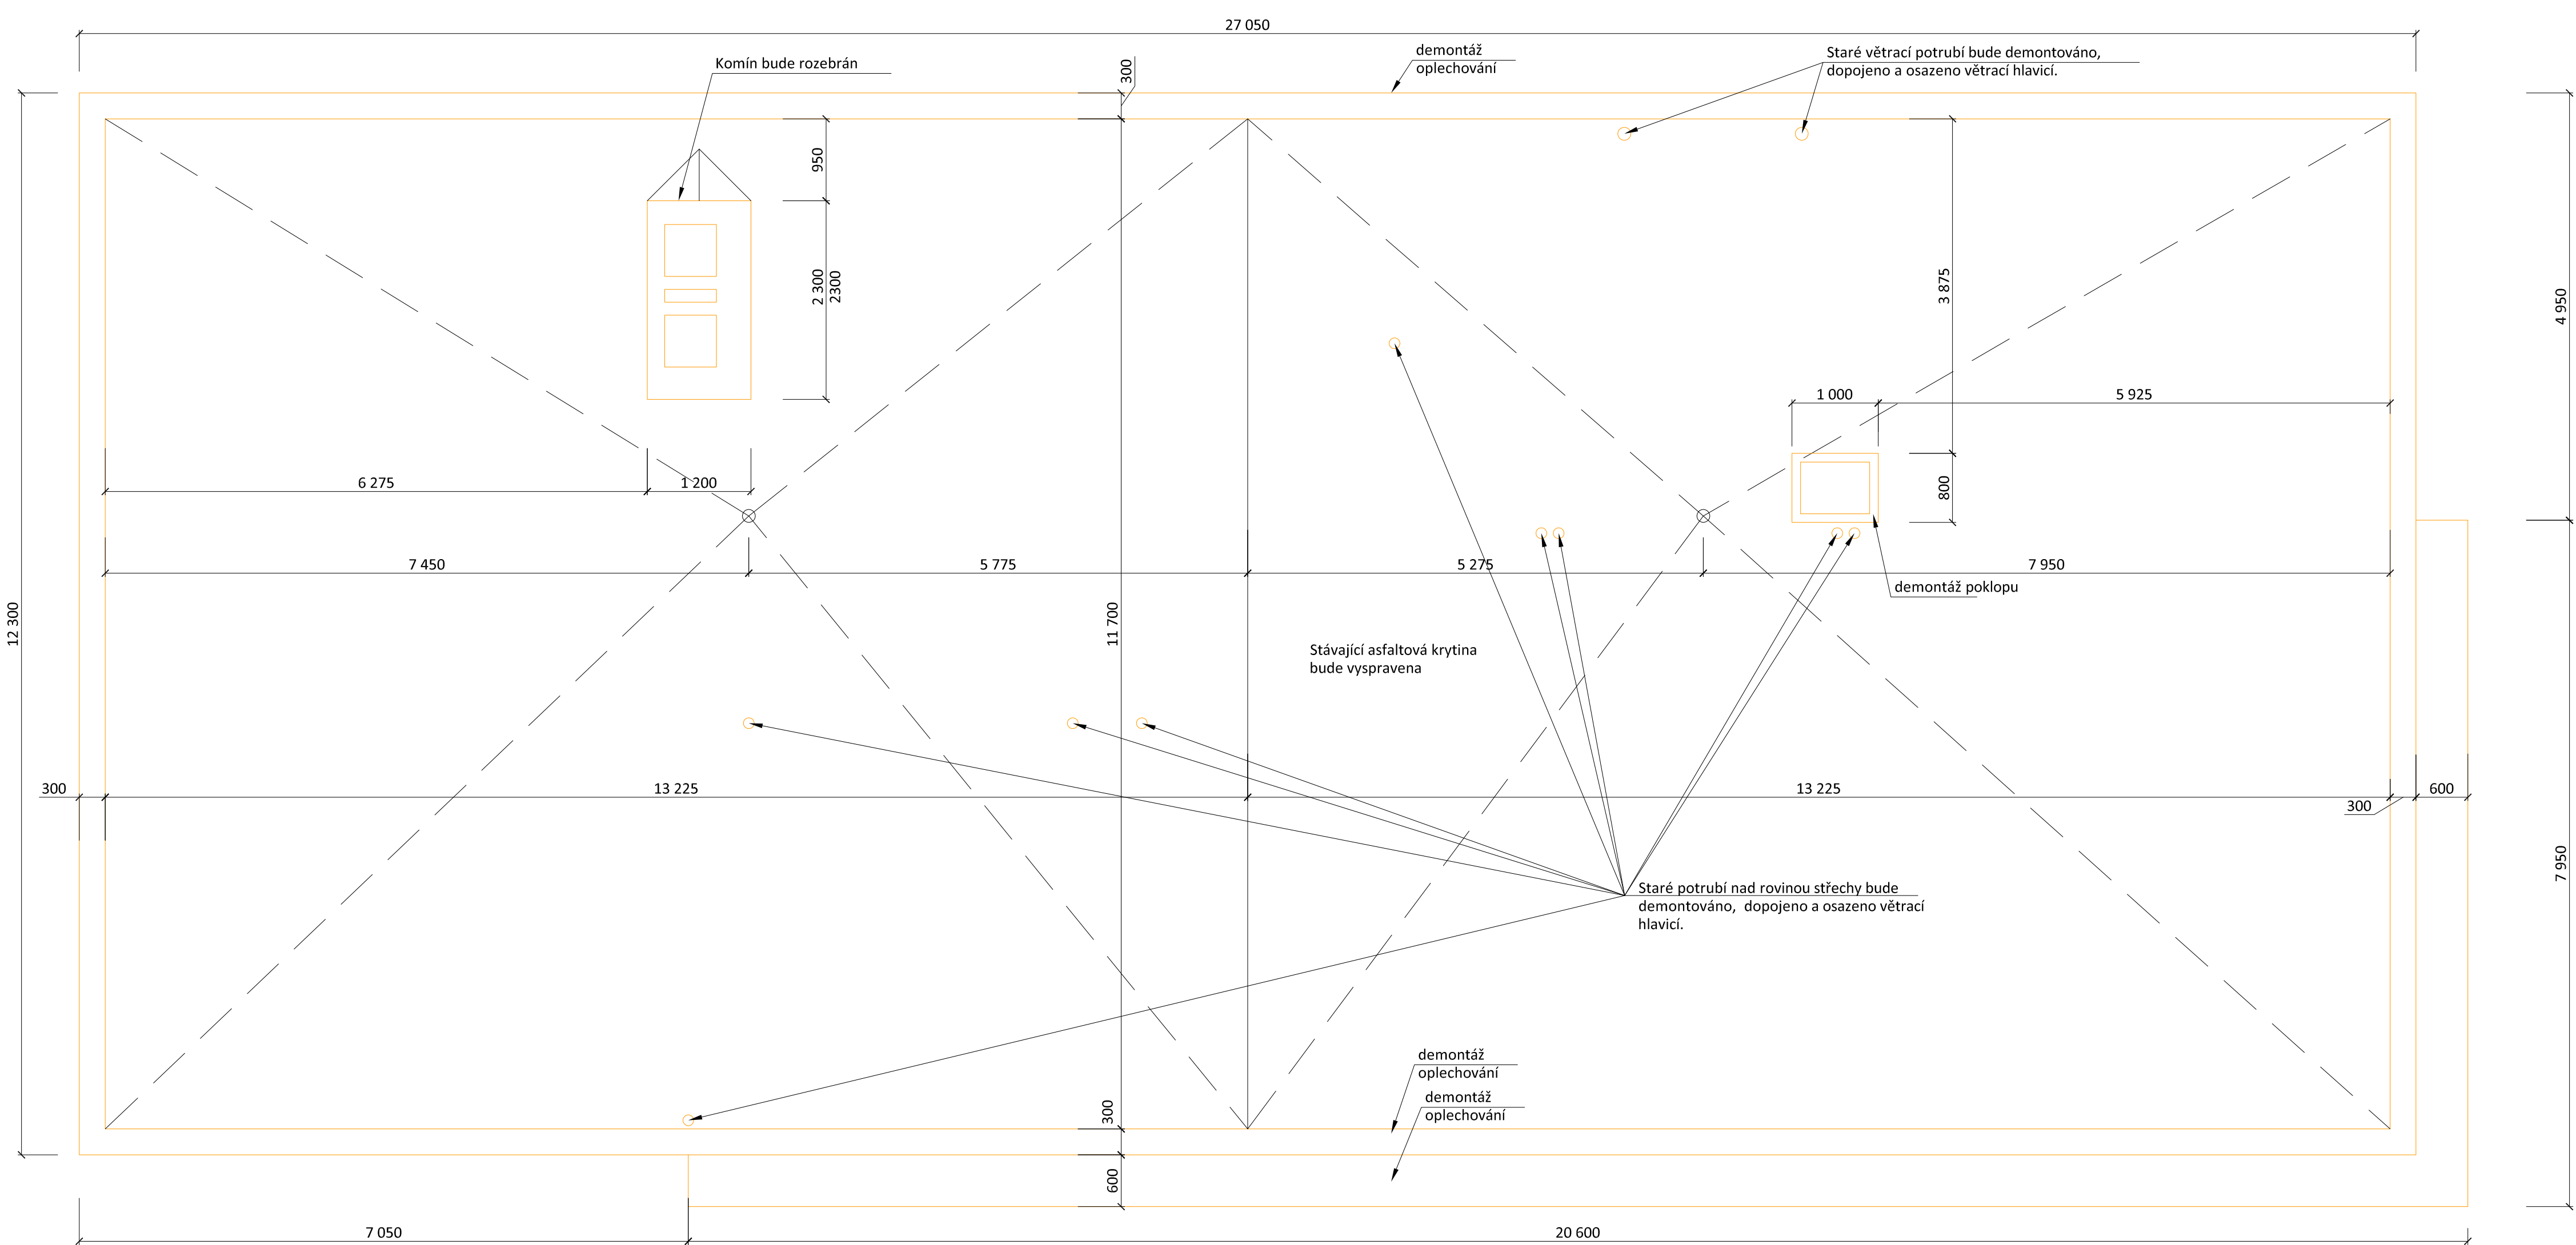 27 050
Komín bude rozebrán
300
demontáž
oplechování
Staré větrací potrubí bude demontováno,
dopojeno a osazeno větrací hlavicí.
950
2 300
2300
3 875
4 950
1 000
5 925
6 275
1 200
800
7 450
5 775
5 275
7 950
demontáž poklopu
12 300
11 700
Stávající asfaltová krytina
bude vyspravena
300
13 225
13 225
300
600
7 950
Staré potrubí nad rovinou střechy bude
demontováno, dopojeno a osazeno větrací
hlavicí.
demontáž
oplechování
demontáž
oplechování
300
600
7 050
20 600